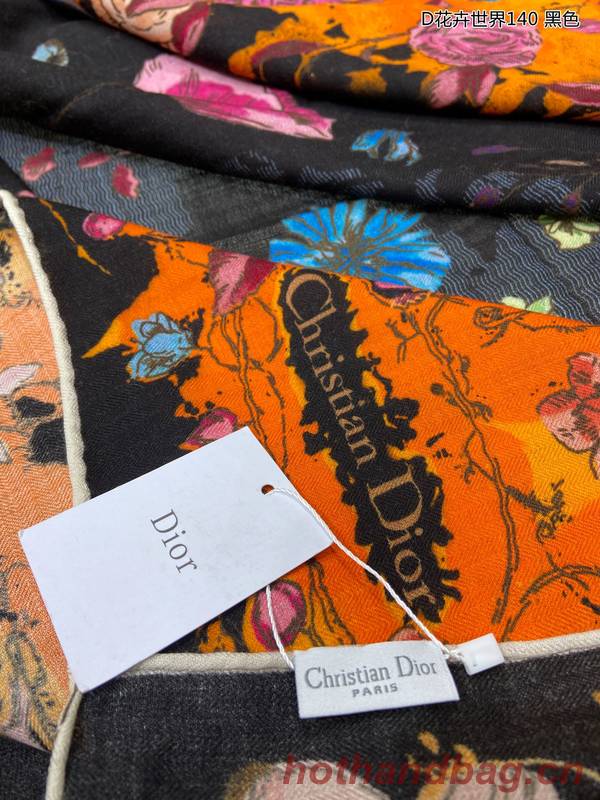 D花卉世界140 黑色
Christian Dior
Dior
Christian Dior
PARIS
hothandbag.cn